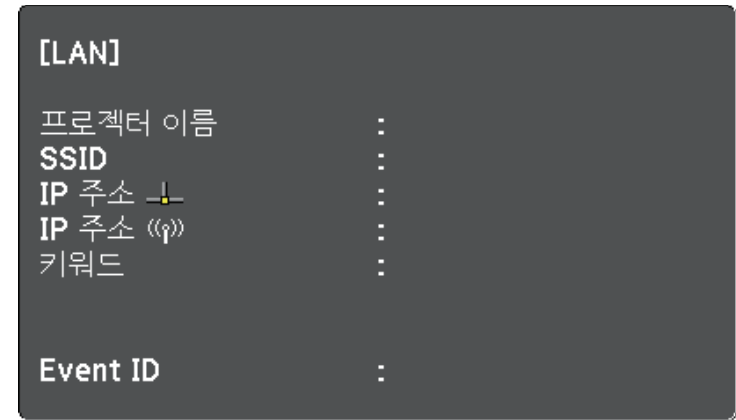 [LAN]
프로젝터 이름 :
SSID :
IP 주소 :
IP 주소 :
키워드 :
Event ID :